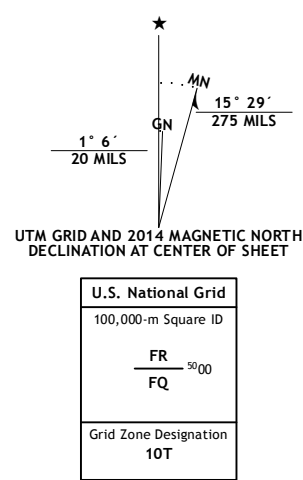 MN
15° 29´
275 MILS
GN
1° 6´
20 MILS
UTM GRID AND 2014 MAGNETIC NORTH
DECLINATION AT CENTER OF SHEET
U.S. National Grid
100,000-m Square ID
FR
5000
FQ
Grid Zone Designation
10T